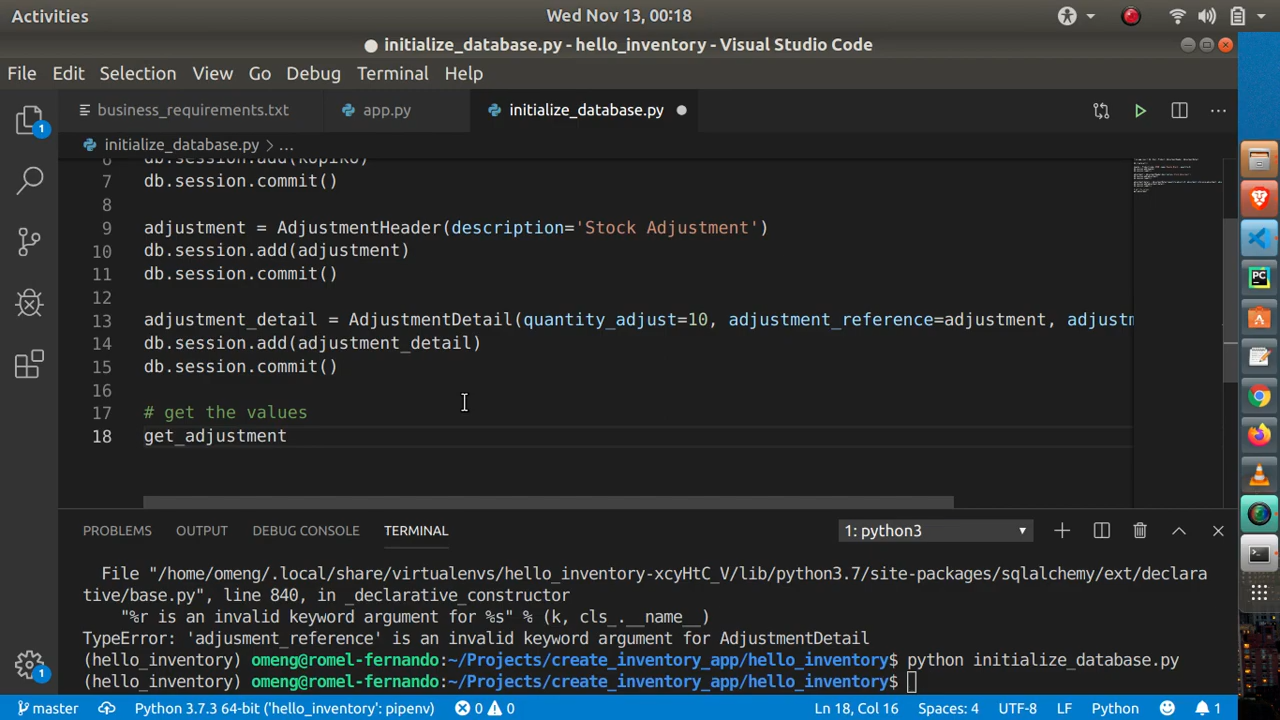 Activities
Wed Nov 13, 00:18
initialize_database.py - hello_inventory - Visual Studio Code
File Edit Selection View Go Debug Terminal Help
business_requirements.txt app.py initialize_database.py
initialize_database.py > ...
6 db.session.add(kopiko)
7 db.session.commit()
8
9 adjustment = AdjustmentHeader(description='Stock Adjustment')
10 db.session.add(adjustment)
11 db.session.commit()
12
13 adjustment_detail = AdjustmentDetail(quantity_adjust=10, adjustment_reference=adjustment, adjustm
14 db.session.add(adjustment_detail)
15 db.session.commit()
16
17 # get the values
18 get_adjustment
PROBLEMS OUTPUT DEBUG CONSOLE TERMINAL 1: python3
File "/home/omeng/.local/share/virtualenvs/hello_inventory-xcyHtC_V/lib/python3.7/site-packages/sqlalchemy/ext/declara
tive/base.py", line 840, in _declarative_constructor
"%r is an invalid keyword argument for %s" % (k, cls_.__name__)
TypeError: 'adjusment_reference' is an invalid keyword argument for AdjustmentDetail
(hello_inventory) omeng@romel-fernando:~/Projects/create_inventory_app/hello_inventory$ python initialize_database.py
(hello_inventory) omeng@romel-fernando:~/Projects/create_inventory_app/hello_inventory$
master Python 3.7.3 64-bit ('hello_inventory': pipenv) 0 0 Ln 18, Col 16 Spaces: 4 UTF-8 LF Python 1